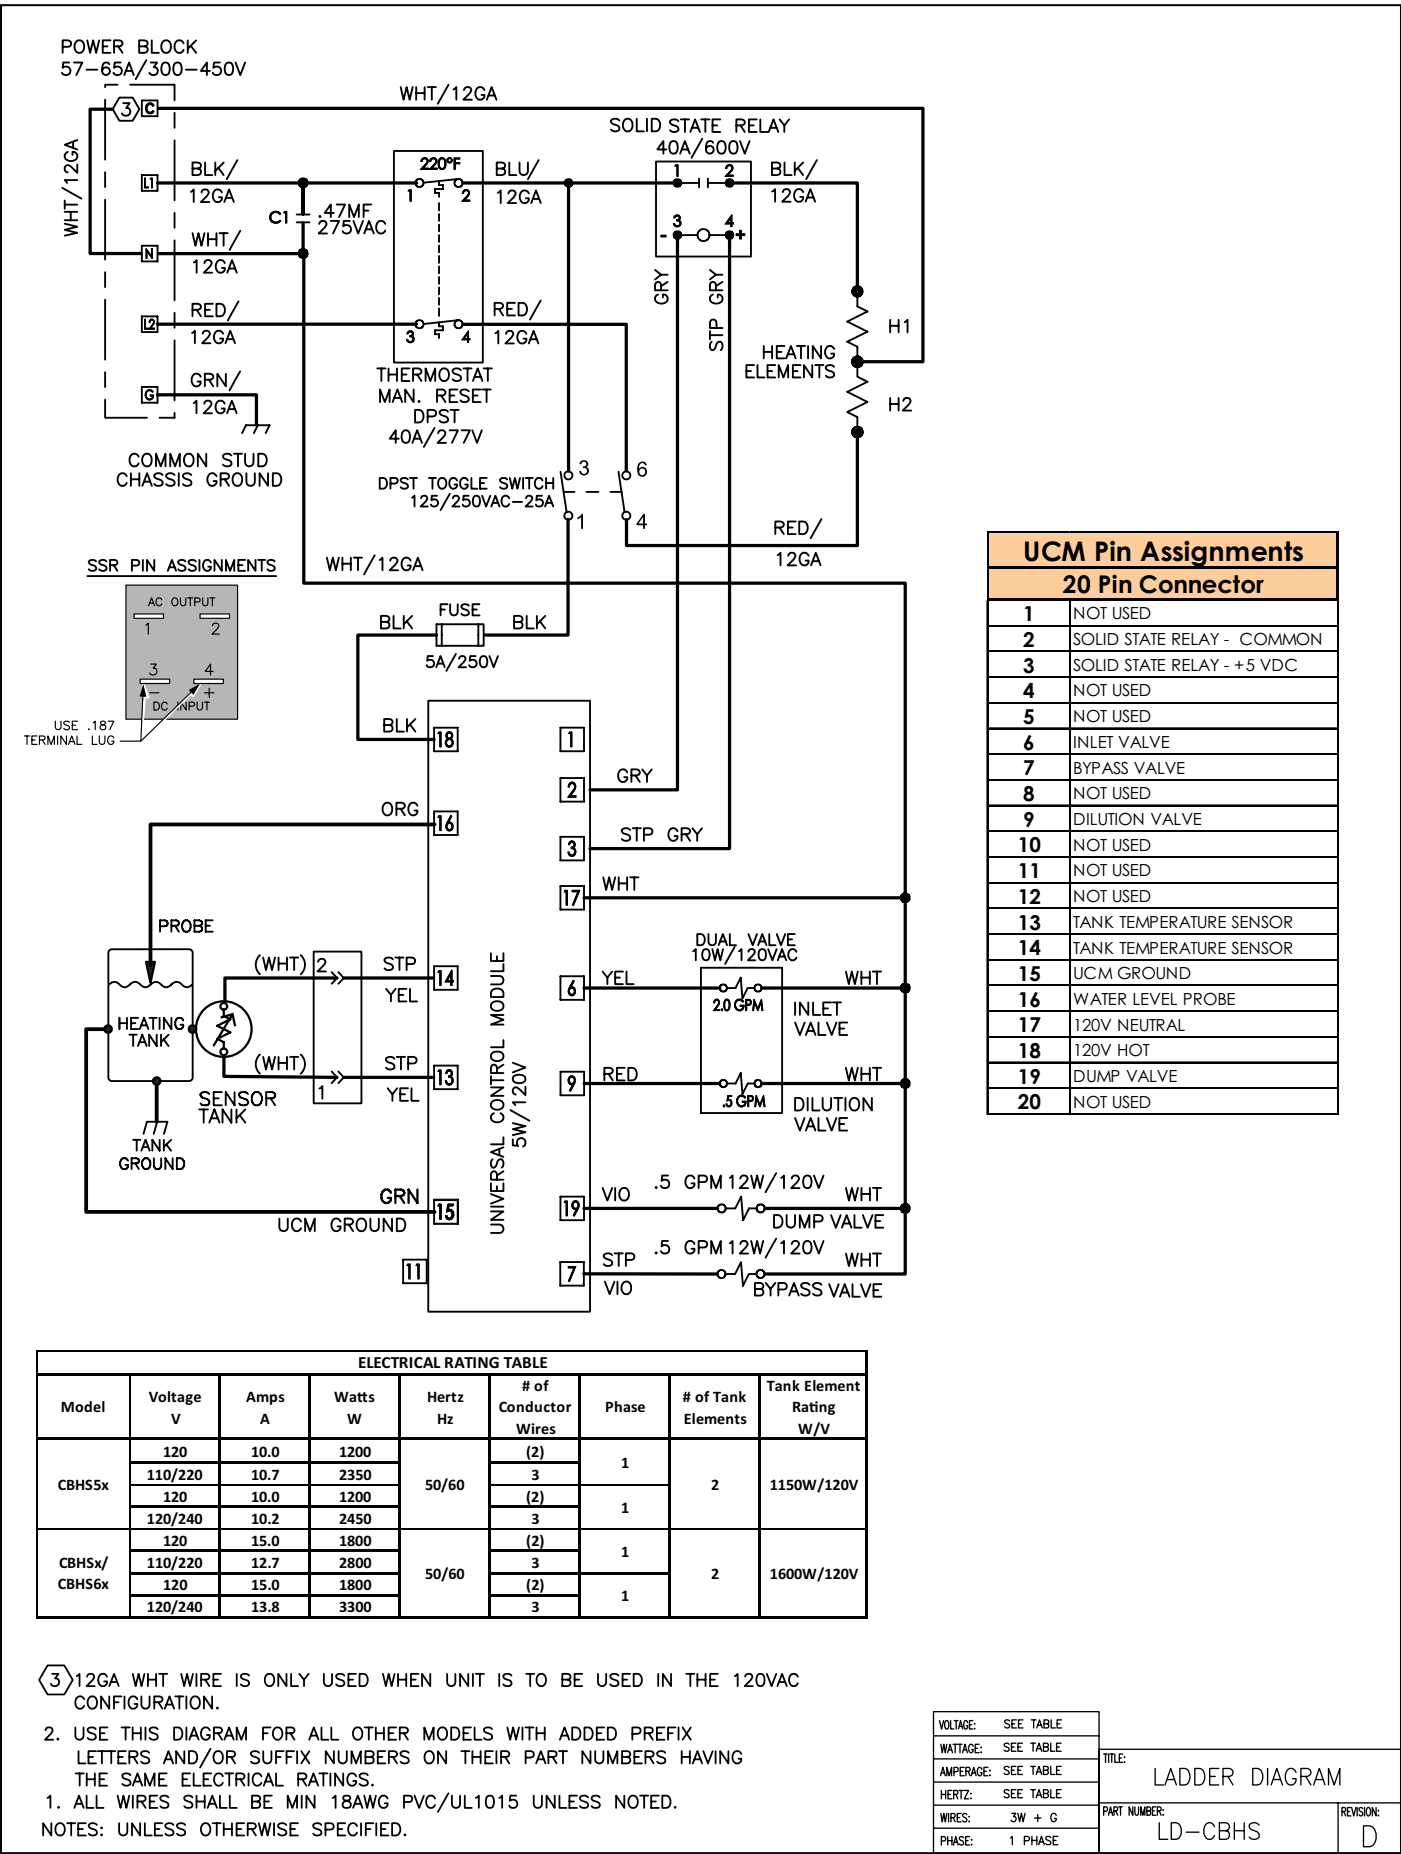 POWER BLOCK
57-65A/300-450V
3
C
WHT/12GA
SOLID STATE RELAY
40A/600V
WHT/12GA
L1
BLK/
12GA
220°F
1
2
BLU/
12GA
1
2
BLK/
12GA
C1
.47MF
275VAC
3
4
-
+
N
WHT/
12GA
GRY
STP GRY
L2
RED/
12GA
3
4
RED/
12GA
H1
HEATING
ELEMENTS
H2
G
GRN/
12GA
THERMOSTAT
MAN. RESET
DPST
40A/277V
COMMON STUD
CHASSIS GROUND
DPST TOGGLE SWITCH
125/250VAC-25A
3
6
1
4
RED/
12GA
WHT/12GA
SSR PIN ASSIGNMENTS
AC OUTPUT
1
2
3
4
-
+
DC INPUT
USE .187
TERMINAL LUG
BLK
FUSE
BLK
5A/250V
BLK
18
1
GRY
2
ORG
16
STP GRY
3
WHT
17
PROBE
HEATING
TANK
(WHT)
2
STP
YEL
14
(WHT)
1
STP
YEL
13
SENSOR
TANK
TANK
GROUND
GRN
15
UCM GROUND
11
UNIVERSAL CONTROL MODULE
5W/120V
DUAL VALVE
10W/120VAC
6
YEL
2.0 GPM
WHT
INLET
VALVE
9
RED
.5 GPM
WHT
DILUTION
VALVE
19
VIO
.5 GPM 12W/120V
WHT
DUMP VALVE
7
STP
VIO
.5 GPM 12W/120V
WHT
BYPASS VALVE
UCM Pin Assignments
20 Pin Connector
1 NOT USED
2 SOLID STATE RELAY - COMMON
3 SOLID STATE RELAY - +5 VDC
4 NOT USED
5 NOT USED
6 INLET VALVE
7 BYPASS VALVE
8 NOT USED
9 DILUTION VALVE
10 NOT USED
11 NOT USED
12 NOT USED
13 TANK TEMPERATURE SENSOR
14 TANK TEMPERATURE SENSOR
15 UCM GROUND
16 WATER LEVEL PROBE
17 120V NEUTRAL
18 120V HOT
19 DUMP VALVE
20 NOT USED
ELECTRICAL RATING TABLE
Model Voltage V Amps A Watts W Hertz Hz # of Conductor Wires Phase # of Tank Elements Tank Element Rating W/V
CBHS5x 120 10.0 1200 50/60 (2) 1 2 1150W/120V
110/220 10.7 2350 3
120 10.0 1200 (2) 1
120/240 10.2 2450 3
CBHSx/ CBHS6x 120 15.0 1800 50/60 (2) 1 2 1600W/120V
110/220 12.7 2800 3
120 15.0 1800 (2) 1
120/240 13.8 3300 3
3 12GA WHT WIRE IS ONLY USED WHEN UNIT IS TO BE USED IN THE 120VAC
CONFIGURATION.
2. USE THIS DIAGRAM FOR ALL OTHER MODELS WITH ADDED PREFIX
LETTERS AND/OR SUFFIX NUMBERS ON THEIR PART NUMBERS HAVING
THE SAME ELECTRICAL RATINGS.
1. ALL WIRES SHALL BE MIN 18AWG PVC/UL1015 UNLESS NOTED.
NOTES: UNLESS OTHERWISE SPECIFIED.
VOLTAGE: SEE TABLE
WATTAGE: SEE TABLE
AMPERAGE: SEE TABLE
HERTZ: SEE TABLE
WIRES: 3W + G
PHASE: 1 PHASE
TITLE:
LADDER DIAGRAM
PART NUMBER:
LD-CBHS
REVISION:
D